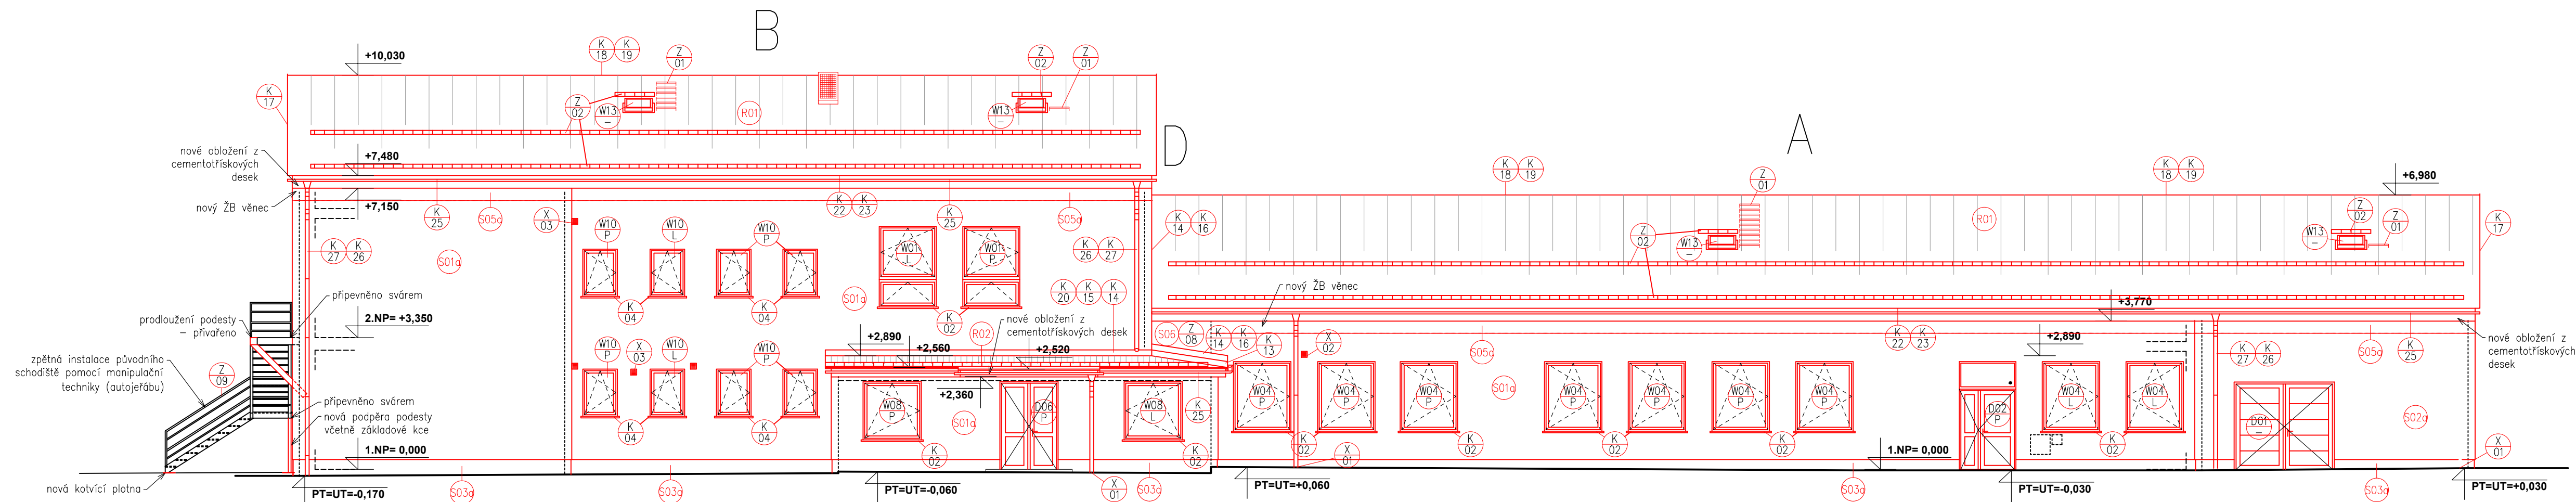 B
D
A
+10,030
K
18
K
19
Z
01
Z
02
Z
01
K
17
Z
02
W13
–
R01
W13
–
nové obložení z
cementotřískových
desek
+7,480
nový ŽB věnec
+7,150
K
25
S05a
X
03
K
22
K
23
K
25
S05a
K
27
K
26
S01a
W10
P
W10
L
W10
P
W01
L
W01
P
K
26
K
27
K
14
K
16
K
04
K
04
S01a
K
02
K
20
K
15
K
14
připevněno svárem
prodloužení podesty
– přivařeno
2.NP= +3,350
zpětná instalace původního
schodiště pomocí manipulační
techniky (autojeřábu)
Z
09
připevněno svárem
nová podpěra podesty
včetně základové kce
1.NP= 0,000
nová kotvící plotna
PT=UT=-0,170
W10
P
X
03
W10
L
W10
P
K
04
K
04
S03a
S03a
+2,890
+2,560
R02
+2,520
nové obložení z
cementotřískových desek
+2,360
W08
P
S01a
D06
P
W08
L
K
25
K
02
K
02
PT=UT=-0,060
X
01
S03a
K
18
K
19
Z
01
K
18
K
19
+6,980
R01
Z
02
Z
01
K
17
Z
02
W13
–
W13
–
nový ŽB věnec
S06
Z
08
K
14
K
16
K
13
X
02
S05a
S01a
K
22
K
23
+3,770
+2,890
K
27
K
26
S05a
K
25
nové obložení z
cementotřískových
desek
W04
P
W04
P
W04
P
W04
P
W04
P
W04
P
W04
P
D02
P
W04
L
W04
L
D01
–
S02a
K
02
X
01
K
02
K
02
K
02
K
02
K
02
1.NP= 0,000
X
01
PT=UT=+0,060
S03a
PT=UT=-0,030
S03a
PT=UT=+0,030